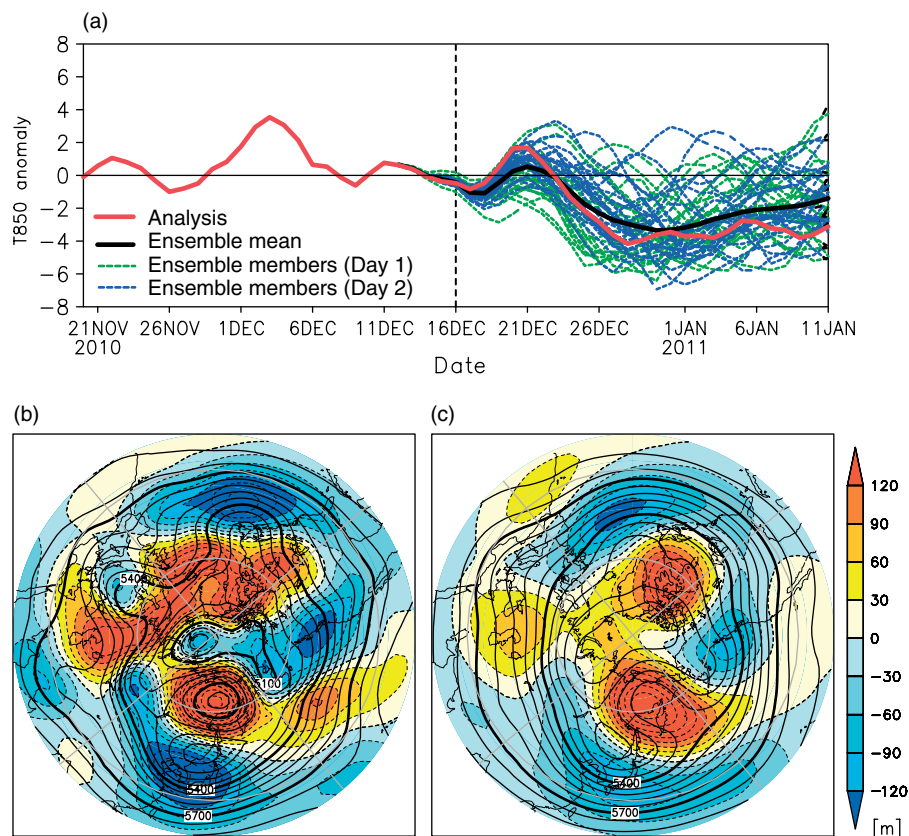 (a)
8
6
4
2
0
−2
−4
−6
−8
T850 anomaly
Analysis
Ensemble mean
Ensemble members (Day 1)
Ensemble members (Day 2)
21NOV 26NOV 1DEC 6DEC 11DEC 16DEC 21DEC 26DEC 1JAN 6JAN 11JAN
2010 2011
Date
(b)
5400
5100
5400
5700
(c)
5400
5700
120
90
60
30
0
−30
−60
−90
−120
[m]